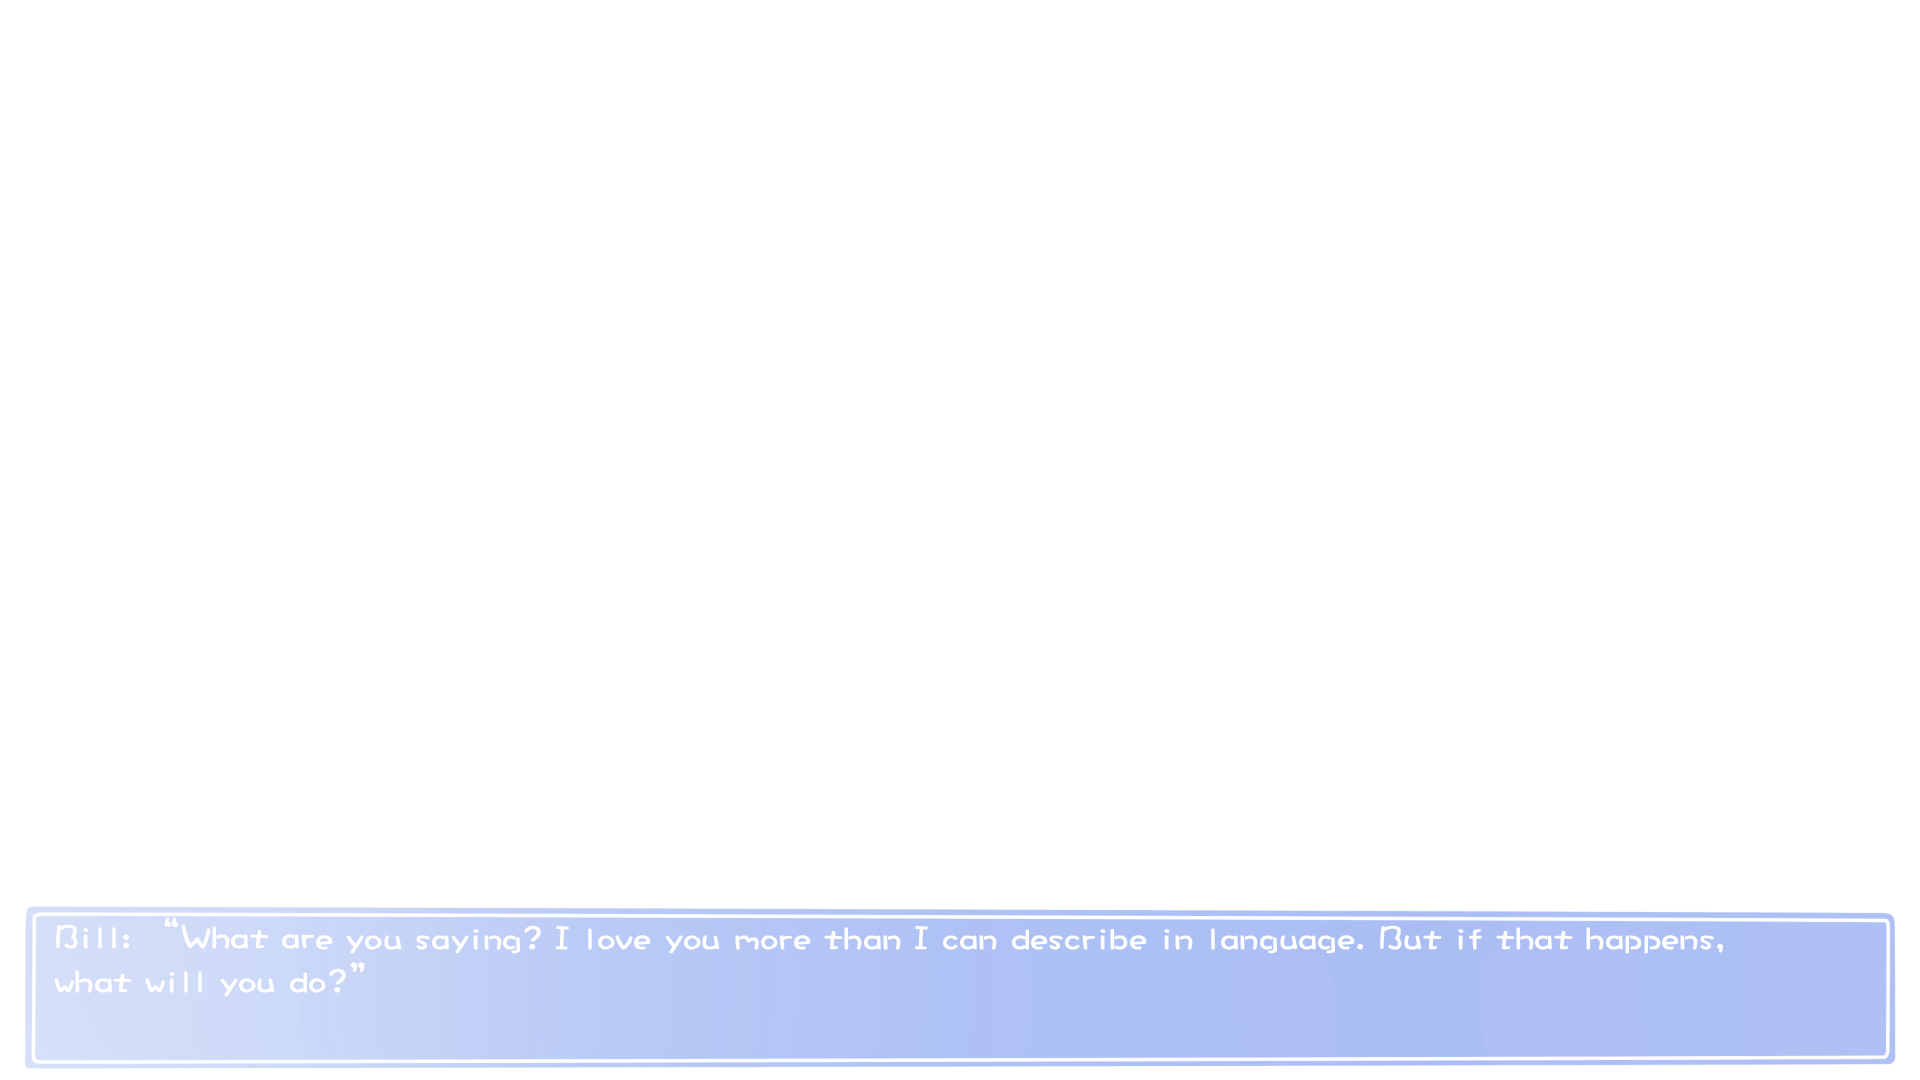 Bill: “What are you saying? I love you more than I can describe in language. But if that happens,
what will you do?”